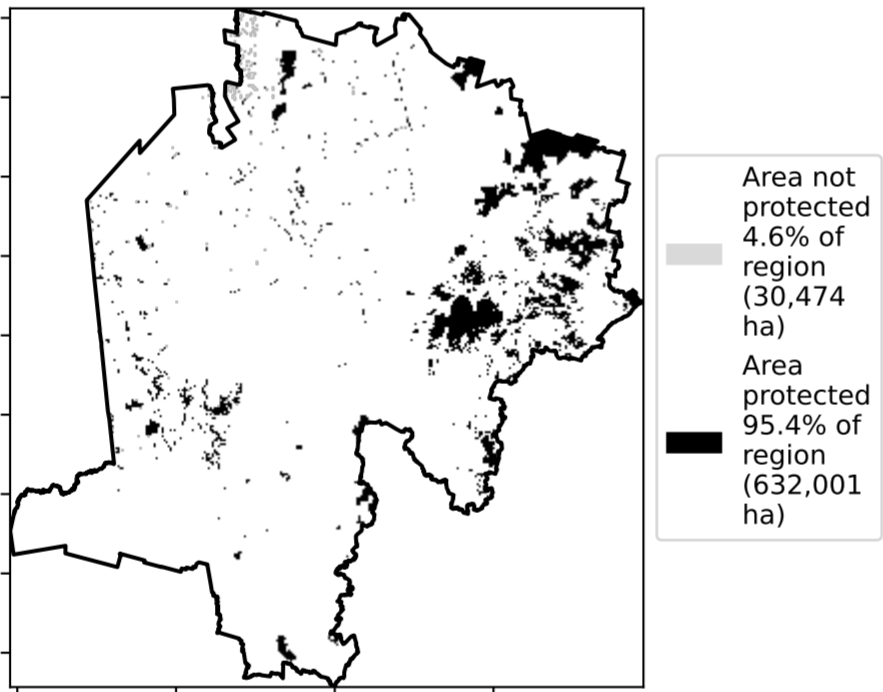 Area not
protected
4.6% of
region
(30,474
ha)
Area
protected
95.4% of
region
(632,001
ha)